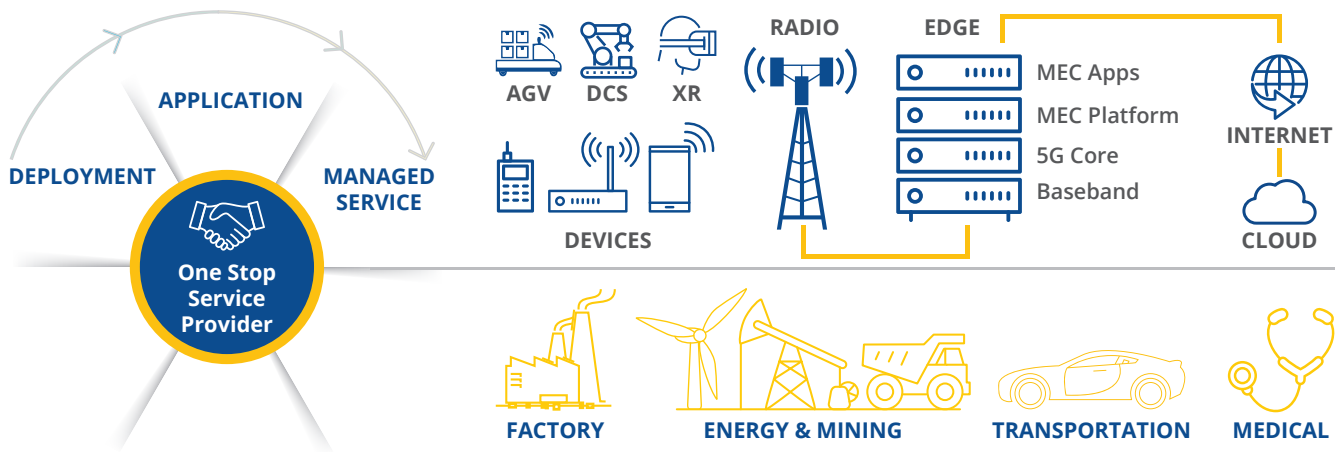 APPLICATION
DEPLOYMENT
MANAGED
SERVICE
One Stop
Service
Provider
AGV
DCS
XR
DEVICES
RADIO
EDGE
MEC Apps
MEC Platform
5G Core
Baseband
INTERNET
CLOUD
FACTORY
ENERGY & MINING
TRANSPORTATION
MEDICAL